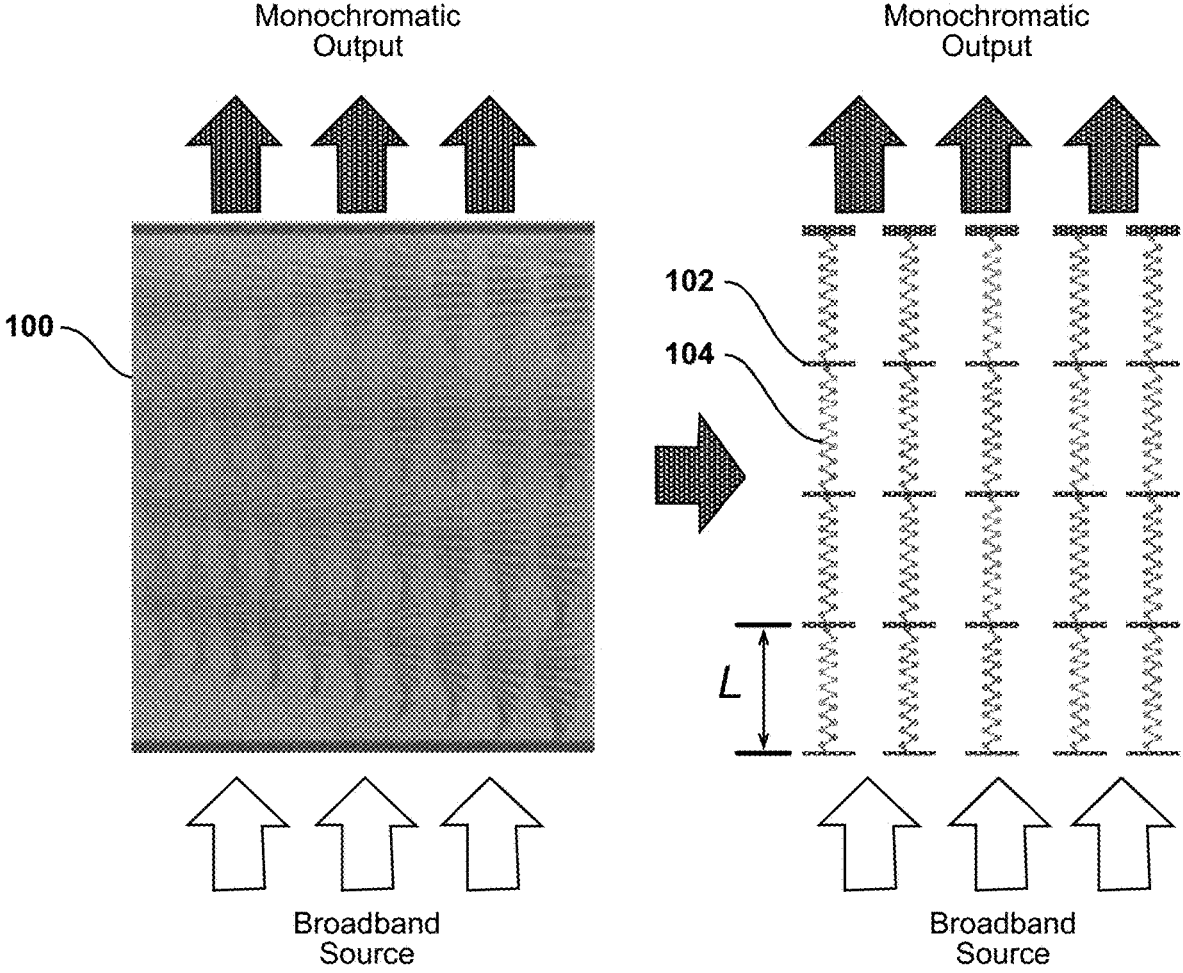 Monochromatic
Output
Monochromatic
Output
100
102
104
L
Broadband
Source
Broadband
Source